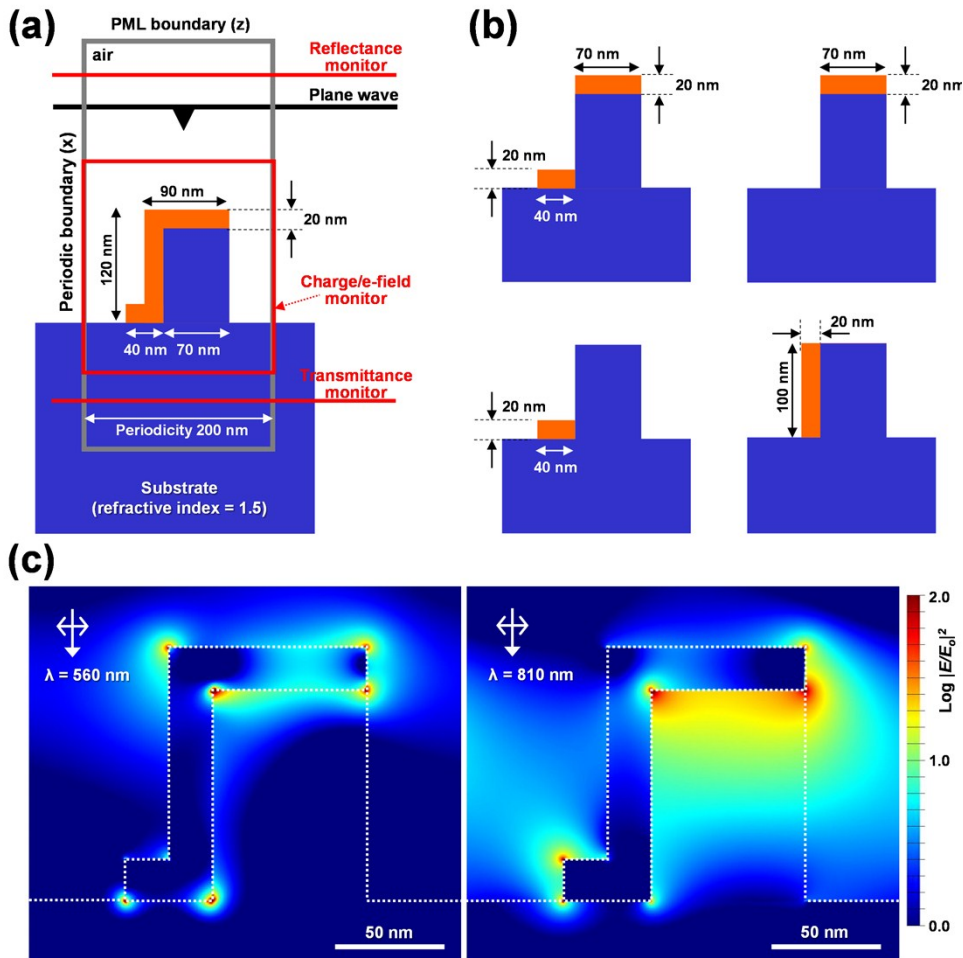 (a)
PML boundary (z)
air
Reflectance
monitor
Plane wave
Periodic boundary (x)
90 nm
20 nm
120 nm
Charge/e-field
monitor
40 nm
70 nm
Transmittance
monitor
Periodicity 200 nm
Substrate
(refractive index = 1.5)
(b)
70 nm
20 nm
20 nm
40 nm
70 nm
20 nm
20 nm
40 nm
20 nm
100 nm
(c)
λ = 560 nm
50 nm
λ = 810 nm
50 nm
2.0
1.0
0.0
Log |E/Eₒ|²